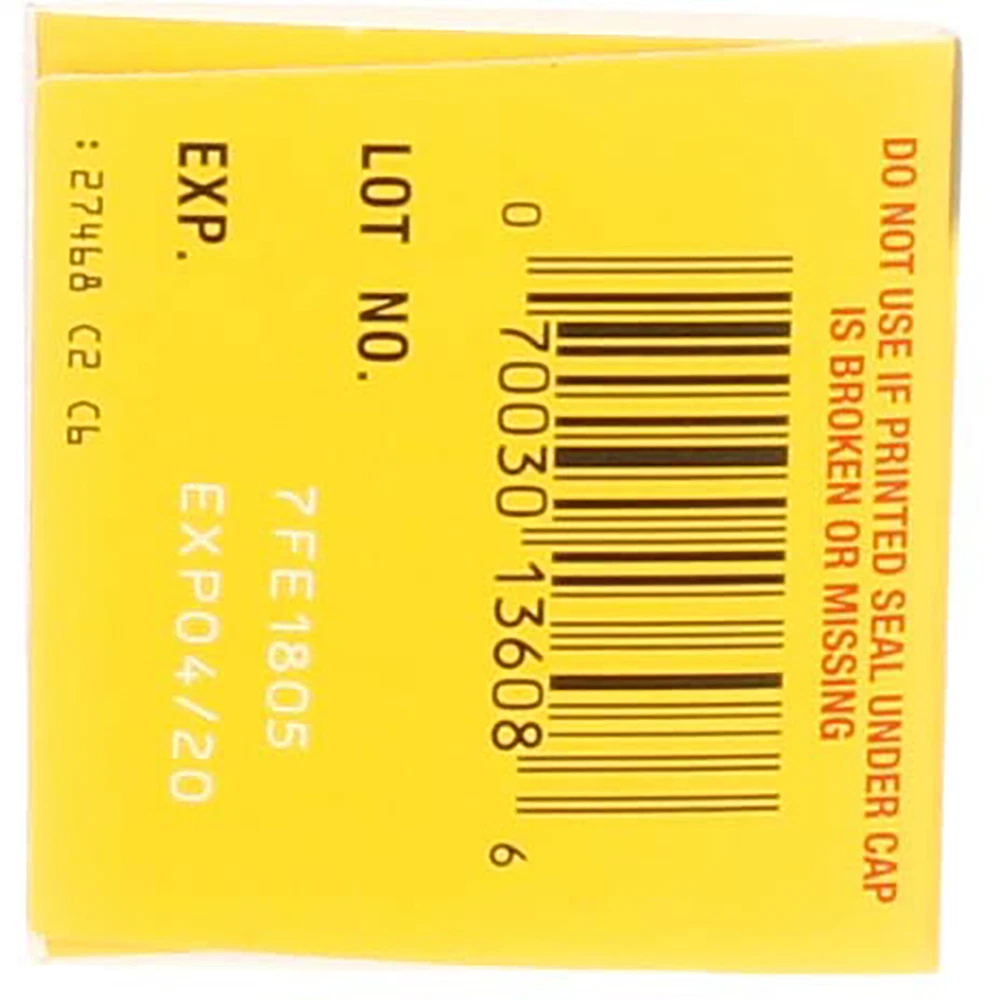 DO NOT USE IF PRINTED SEAL UNDER CAP
IS BROKEN OR MISSING
0 70030 13608 6
LOT NO.
7FE1805
EXP.
EXP04/20
: 27468 C2 C6